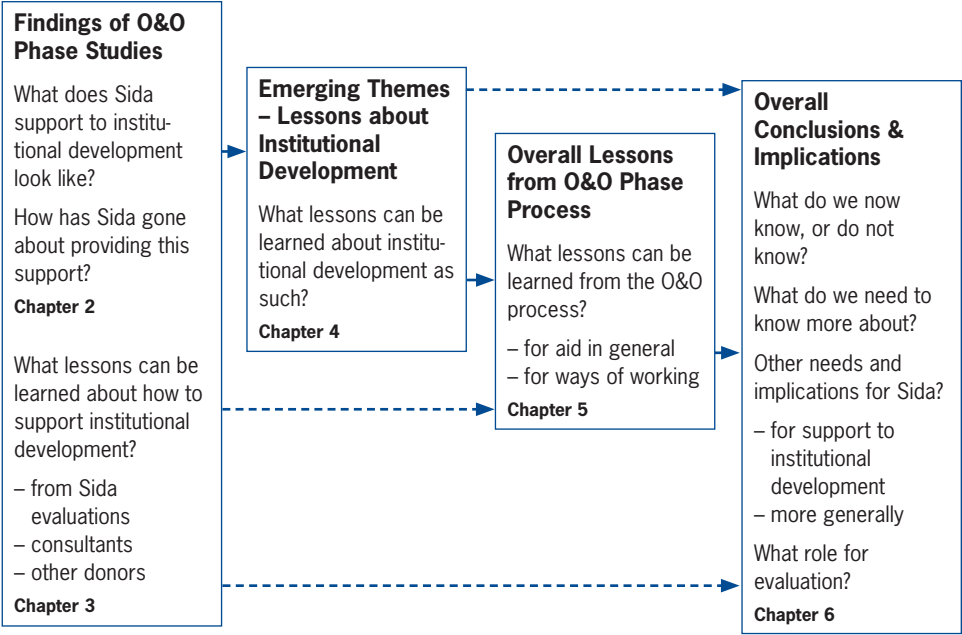 Findings of O&O
Phase Studies
What does Sida
support to institu-
tional development
look like?
How has Sida gone
about providing this
support?
Chapter 2
What lessons can be
learned about how to
support institutional
development?
– from Sida
evaluations
– consultants
– other donors
Chapter 3
Emerging Themes
– Lessons about
Institutional
Development
What lessons can be
learned about institu-
tional development as
such?
Chapter 4
Overall Lessons
from O&O Phase
Process
What lessons can be
learned from the O&O
process?
– for aid in general
– for ways of working
Chapter 5
Overall
Conclusions &
Implications
What do we now
know, or do not
know?
What do we need to
know more about?
Other needs and
implications for Sida?
– for support to
institutional
development
– more generally
What role for
evaluation?
Chapter 6